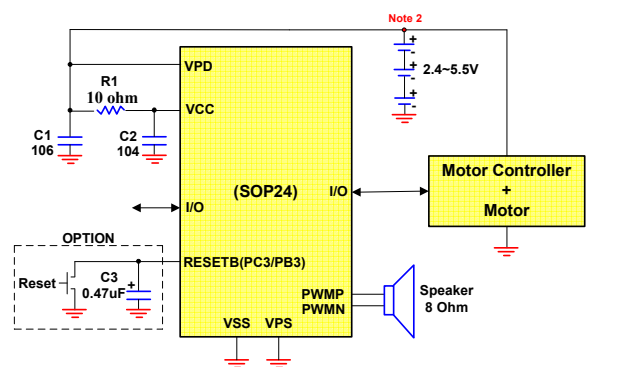 Note 2
+
-
+
-
+
-
2.4~5.5V
VPD
R1
10 ohm
VCC
C1
106
C2
104
(SOP24)
I/O
I/O
Motor Controller
+
Motor
OPTION
RESETB(PC3/PB3)
Reset
C3
0.47uF
+
PWMP
PWMN
Speaker
8 Ohm
VSS VPS